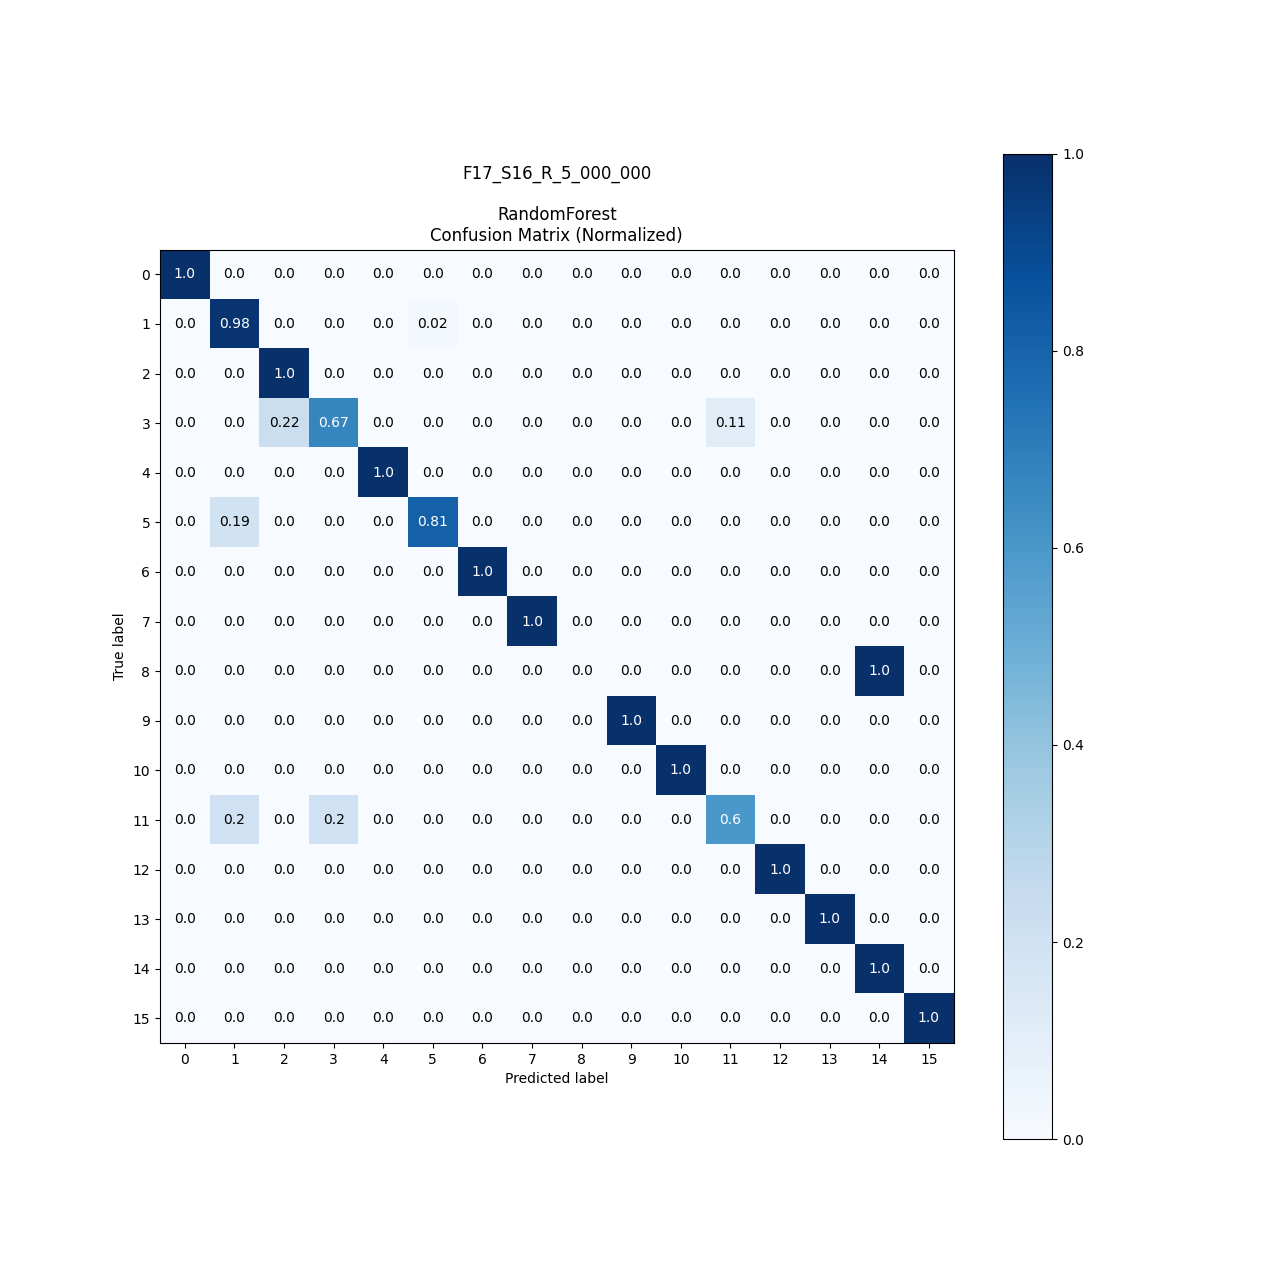 F17_S16_R_5_000_000
RandomForest
Confusion Matrix (Normalized)
0 1.0 0.0 0.0 0.0 0.0 0.0 0.0 0.0 0.0 0.0 0.0 0.0 0.0 0.0 0.0 0.0
1 0.0 0.98 0.0 0.0 0.0 0.02 0.0 0.0 0.0 0.0 0.0 0.0 0.0 0.0 0.0 0.0
2 0.0 0.0 1.0 0.0 0.0 0.0 0.0 0.0 0.0 0.0 0.0 0.0 0.0 0.0 0.0 0.0
3 0.0 0.0 0.22 0.67 0.0 0.0 0.0 0.0 0.0 0.0 0.0 0.11 0.0 0.0 0.0 0.0
4 0.0 0.0 0.0 0.0 1.0 0.0 0.0 0.0 0.0 0.0 0.0 0.0 0.0 0.0 0.0 0.0
5 0.0 0.19 0.0 0.0 0.0 0.81 0.0 0.0 0.0 0.0 0.0 0.0 0.0 0.0 0.0 0.0
6 0.0 0.0 0.0 0.0 0.0 0.0 1.0 0.0 0.0 0.0 0.0 0.0 0.0 0.0 0.0 0.0
7 0.0 0.0 0.0 0.0 0.0 0.0 0.0 1.0 0.0 0.0 0.0 0.0 0.0 0.0 0.0 0.0
8 0.0 0.0 0.0 0.0 0.0 0.0 0.0 0.0 0.0 0.0 0.0 0.0 0.0 0.0 1.0 0.0
9 0.0 0.0 0.0 0.0 0.0 0.0 0.0 0.0 0.0 1.0 0.0 0.0 0.0 0.0 0.0 0.0
10 0.0 0.0 0.0 0.0 0.0 0.0 0.0 0.0 0.0 0.0 1.0 0.0 0.0 0.0 0.0 0.0
11 0.0 0.2 0.0 0.2 0.0 0.0 0.0 0.0 0.0 0.0 0.0 0.6 0.0 0.0 0.0 0.0
12 0.0 0.0 0.0 0.0 0.0 0.0 0.0 0.0 0.0 0.0 0.0 0.0 1.0 0.0 0.0 0.0
13 0.0 0.0 0.0 0.0 0.0 0.0 0.0 0.0 0.0 0.0 0.0 0.0 0.0 1.0 0.0 0.0
14 0.0 0.0 0.0 0.0 0.0 0.0 0.0 0.0 0.0 0.0 0.0 0.0 0.0 0.0 1.0 0.0
15 0.0 0.0 0.0 0.0 0.0 0.0 0.0 0.0 0.0 0.0 0.0 0.0 0.0 0.0 0.0 1.0
0 1 2 3 4 5 6 7 8 9 10 11 12 13 14 15
Predicted label
True label
1.0
0.8
0.6
0.4
0.2
0.0